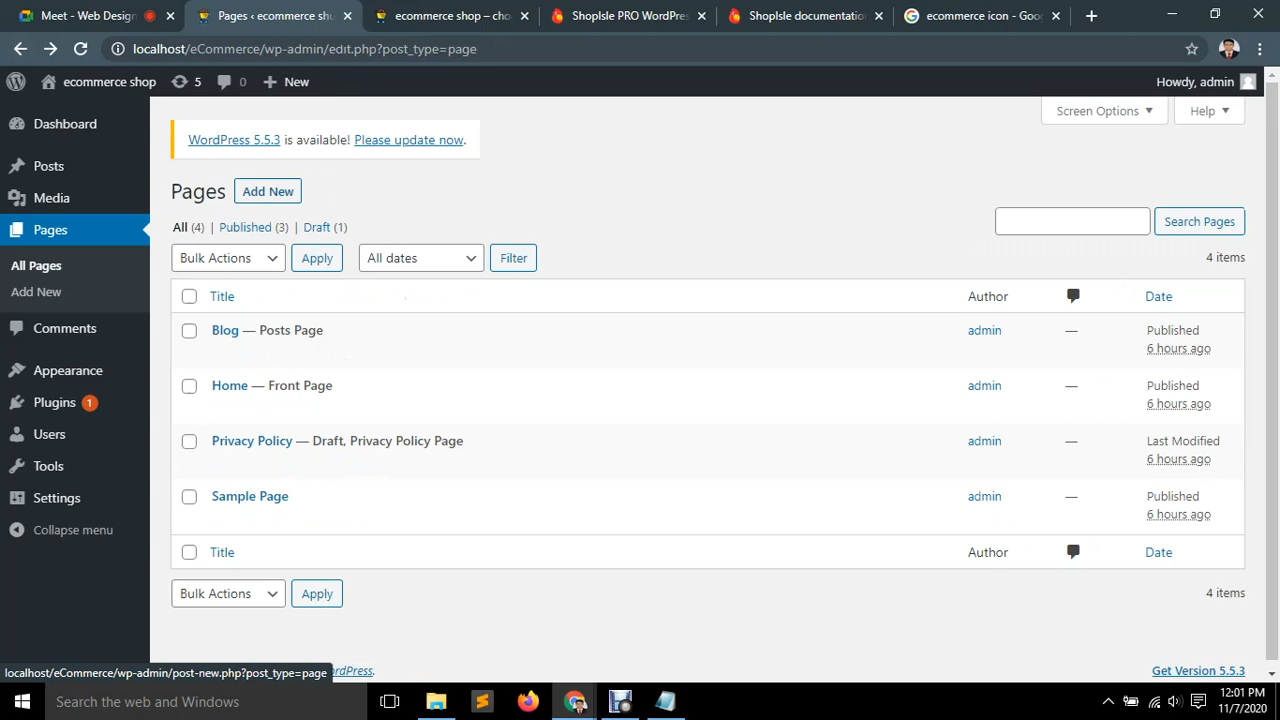 Meet - Web Design
Pages ‹ ecommerce sh
ecommerce shop – cho
ShopIsle PRO WordPres
ShopIsle documentatio
ecommerce icon - Goo
localhost/eCommerce/wp-admin/edit.php?post_type=page
ecommerce shop 5 0 New
Howdy, admin
Dashboard
Posts
Media
Pages
All Pages
Add New
Comments
Appearance
Plugins 1
Users
Tools
Settings
Collapse menu
Screen Options
Help
WordPress 5.5.3 is available! Please update now.
Pages Add New
All (4) | Published (3) | Draft (1)
Search Pages
Bulk Actions Apply All dates Filter
4 items
Title Author Date
Blog — Posts Page admin — Published
6 hours ago
Home — Front Page admin — Published
6 hours ago
Privacy Policy — Draft, Privacy Policy Page admin — Last Modified
6 hours ago
Sample Page admin — Published
6 hours ago
Title Author Date
Bulk Actions Apply
4 items
Get Version 5.5.3
localhost/eCommerce/wp-admin/post-new.php?post_type=page
Search the web and Windows
12:01 PM
11/7/2020